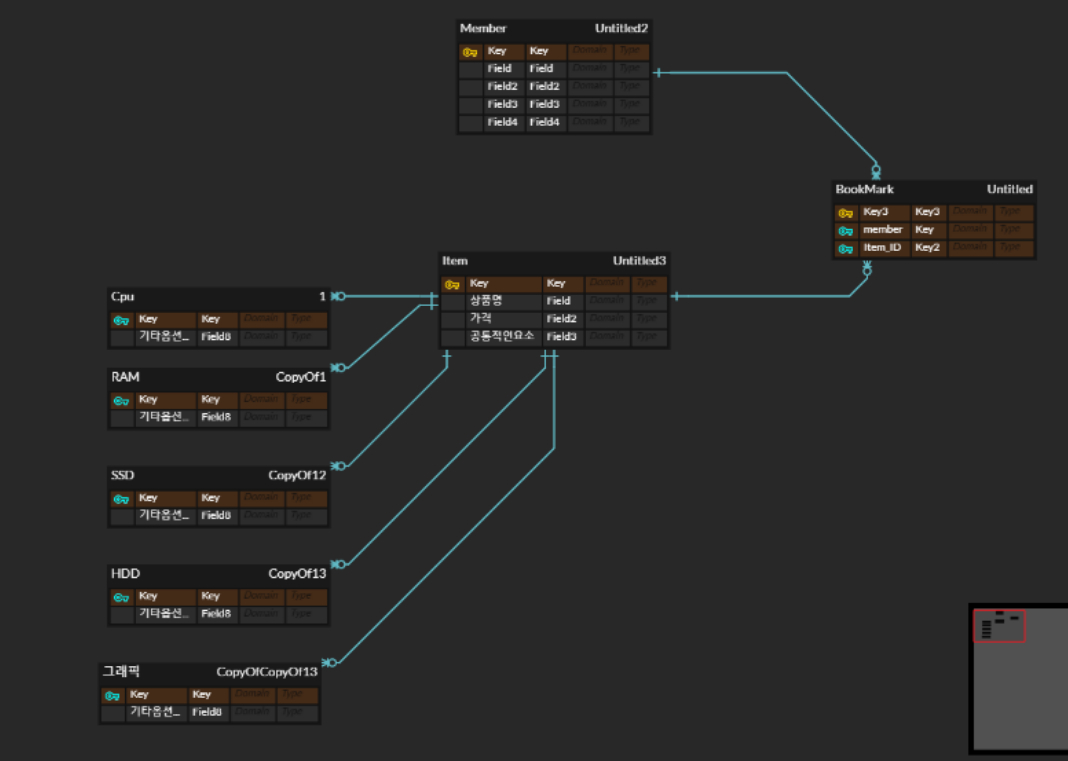 Member Untitled2
Key Key Domain Type
Field Field Domain Type
Field2 Field2 Domain Type
Field3 Field3 Domain Type
Field4 Field4 Domain Type
BookMark Untitled
Key3 Key3 Domain Type
member Key Domain Type
Item_ID Key2 Domain Type
Item Untitled3
Key Key Domain Type
상품명 Field Domain Type
가격 Field2 Domain Type
공통적인요소 Field3 Domain Type
Cpu 1
Key Key Domain Type
기타옵션... Field8 Domain Type
RAM CopyOf1
Key Key Domain Type
기타옵션... Field8 Domain Type
SSD CopyOf12
Key Key Domain Type
기타옵션... Field8 Domain Type
HDD CopyOf13
Key Key Domain Type
기타옵션... Field8 Domain Type
그래픽 CopyOfCopyOf13
Key Key Domain Type
기타옵션... Field8 Domain Type